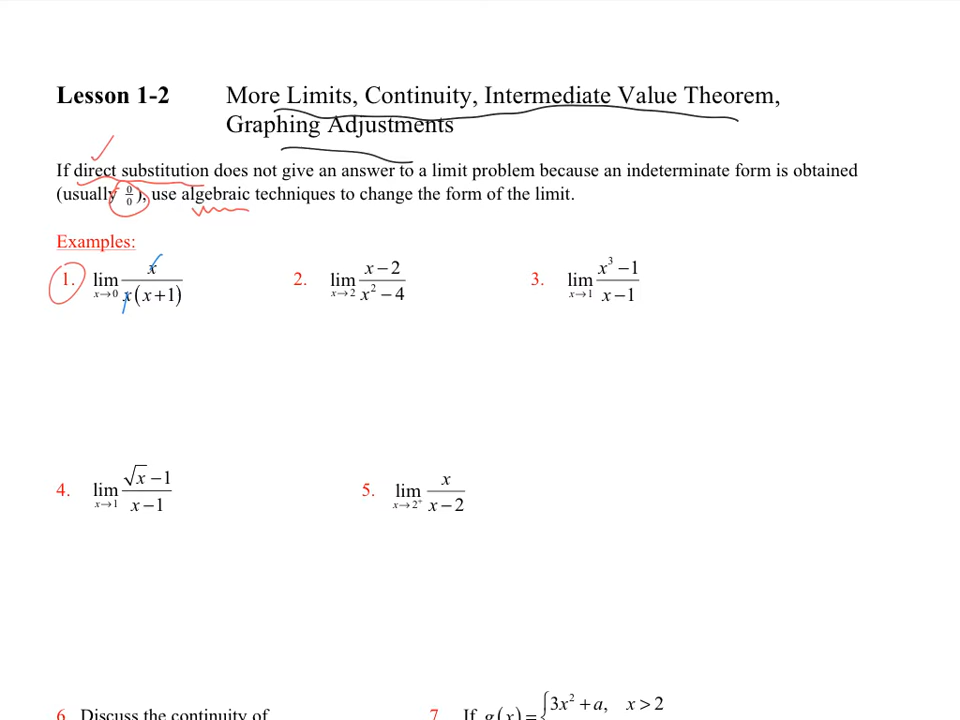 Lesson 1-2 More Limits, Continuity, Intermediate Value Theorem,
Graphing Adjustments
If direct substitution does not give an answer to a limit problem because an indeterminate form is obtained
(usually 0/0), use algebraic techniques to change the form of the limit.
Examples:
1. lim x→0 x / x(x+1) 2. lim x→2 (x−2)/(x²−4) 3. lim x→1 (x³−1)/(x−1)
4. lim x→1 (√x−1)/(x−1) 5. lim x→2⁺ x/(x−2)
6. Discuss the continuity of 7. If g(x) = { 3x² + a, x > 2